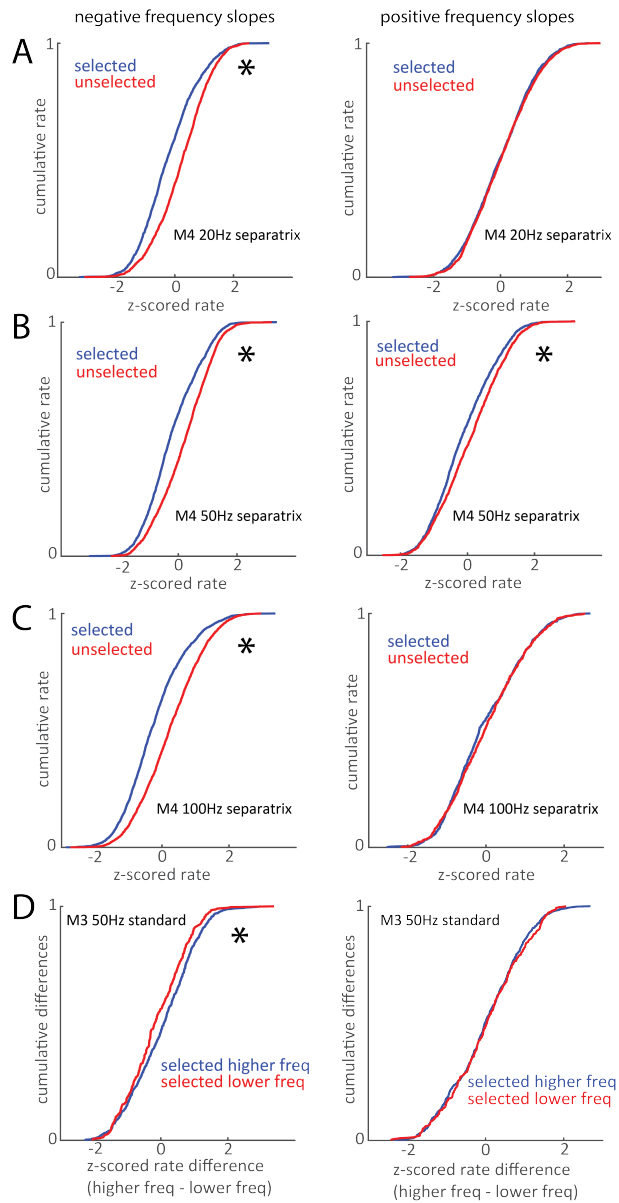 negative frequency slopes
positive frequency slopes
A
1
selected
unselected
*
cumulative rate
M4 20Hz separatrix
0
-2 0 2
z-scored rate
1
selected
unselected
cumulative rate
M4 20Hz separatrix
0
-2 0 2
z-scored rate
B
1
selected
unselected
*
cumulative rate
M4 50Hz separatrix
0
-2 0 2
z-scored rate
1
selected
unselected
*
cumulative rate
M4 50Hz separatrix
0
-2 0 2
z-scored rate
C
1
selected
unselected
*
cumulative rate
M4 100Hz separatrix
0
-2 0 2
z-scored rate
1
selected
unselected
cumulative rate
M4 100Hz separatrix
0
-2 0 2
z-scored rate
D
1
M3 50Hz standard
*
cumulative differences
selected higher freq
selected lower freq
0
-2 0 2
z-scored rate difference
(higher freq - lower freq)
1
M3 50Hz standard
cumulative differences
selected higher freq
selected lower freq
0
-2 0 2
z-scored rate difference
(higher freq - lower freq)